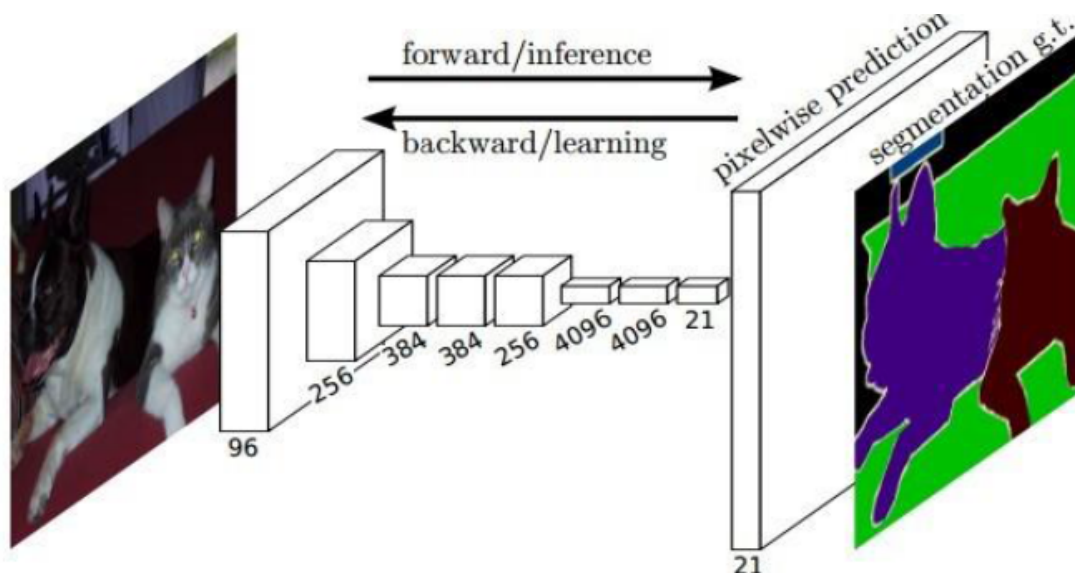 forward/inference
backward/learning
pixelwise prediction
segmentation g.t.
96
256
384
384
256
4096
4096
21
21